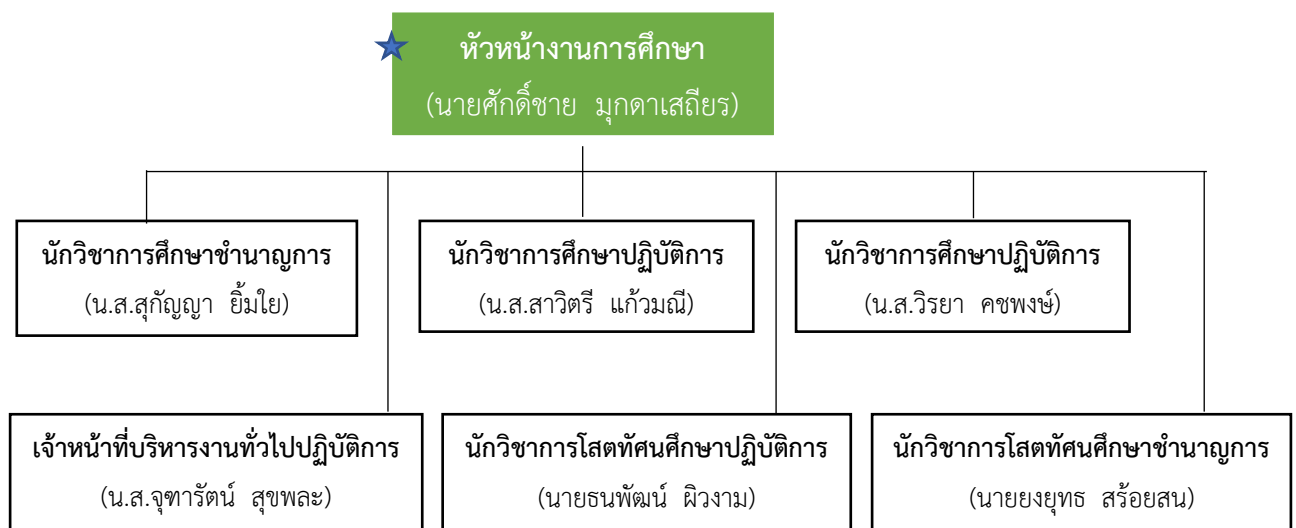 หัวหน้างานการศึกษา
(นายศักดิ์ชาย มุกดาเสถียร)
นักวิชาการศึกษาชำนาญการ
(น.ส.สุกัญญา ยิ้มใย)
นักวิชาการศึกษาปฏิบัติการ
(น.ส.สาวิตรี แก้วมณี)
นักวิชาการศึกษาปฏิบัติการ
(น.ส.วิรยา คชพงษ์)
เจ้าหน้าที่บริหารงานทั่วไปปฏิบัติการ
(น.ส.จุฑารัตน์ สุขพละ)
นักวิชาการโสตทัศนศึกษาปฏิบัติการ
(นายธนพัฒน์ ผิวงาม)
นักวิชาการโสตทัศนศึกษาชำนาญการ
(นายยงยุทธ สร้อยสน)